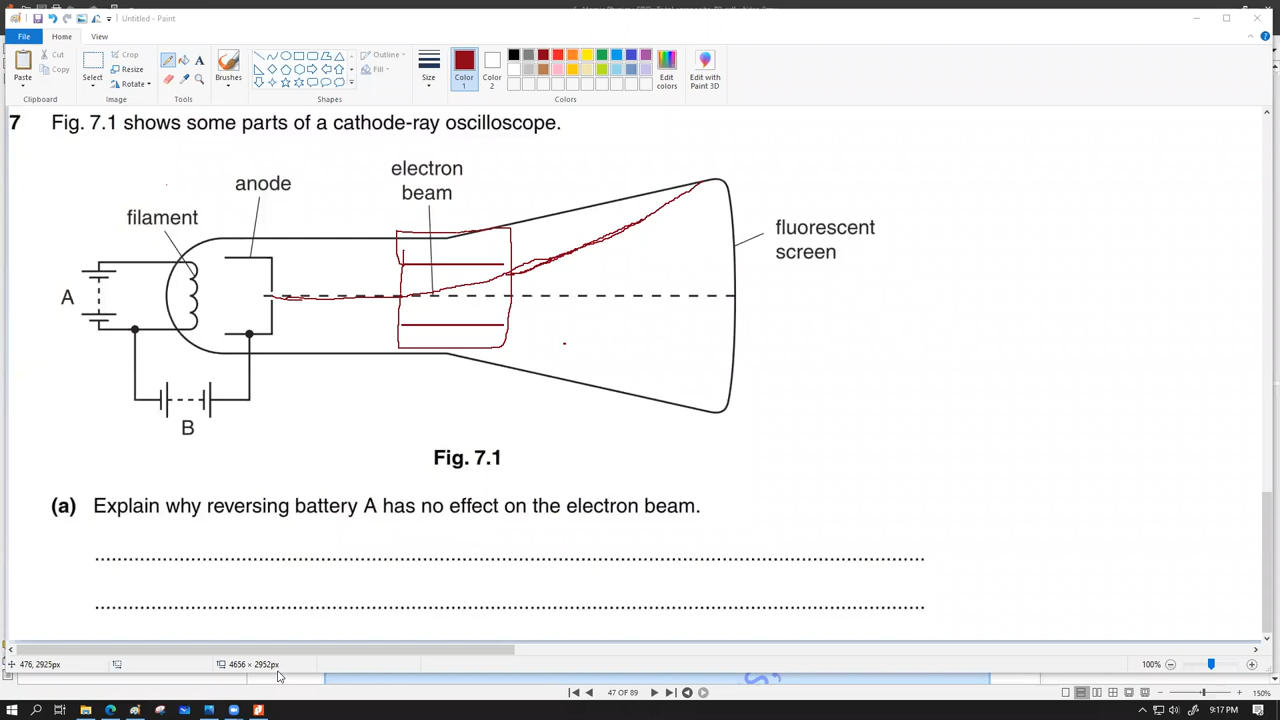 Untitled - Paint
File Home View
Paste Cut Copy Clipboard
Select Crop Resize Rotate Image
Tools
Brushes
Shapes Outline Fill
Size
Color 1 Color 2 Edit colors Colors
Edit with Paint 3D
7 Fig. 7.1 shows some parts of a cathode-ray oscilloscope.
electron beam
anode
filament
fluorescent screen
A
B
Fig. 7.1
(a) Explain why reversing battery A has no effect on the electron beam.
476, 2925px 4656 × 2952px 100%
47 OF 89 150%
9:17 PM